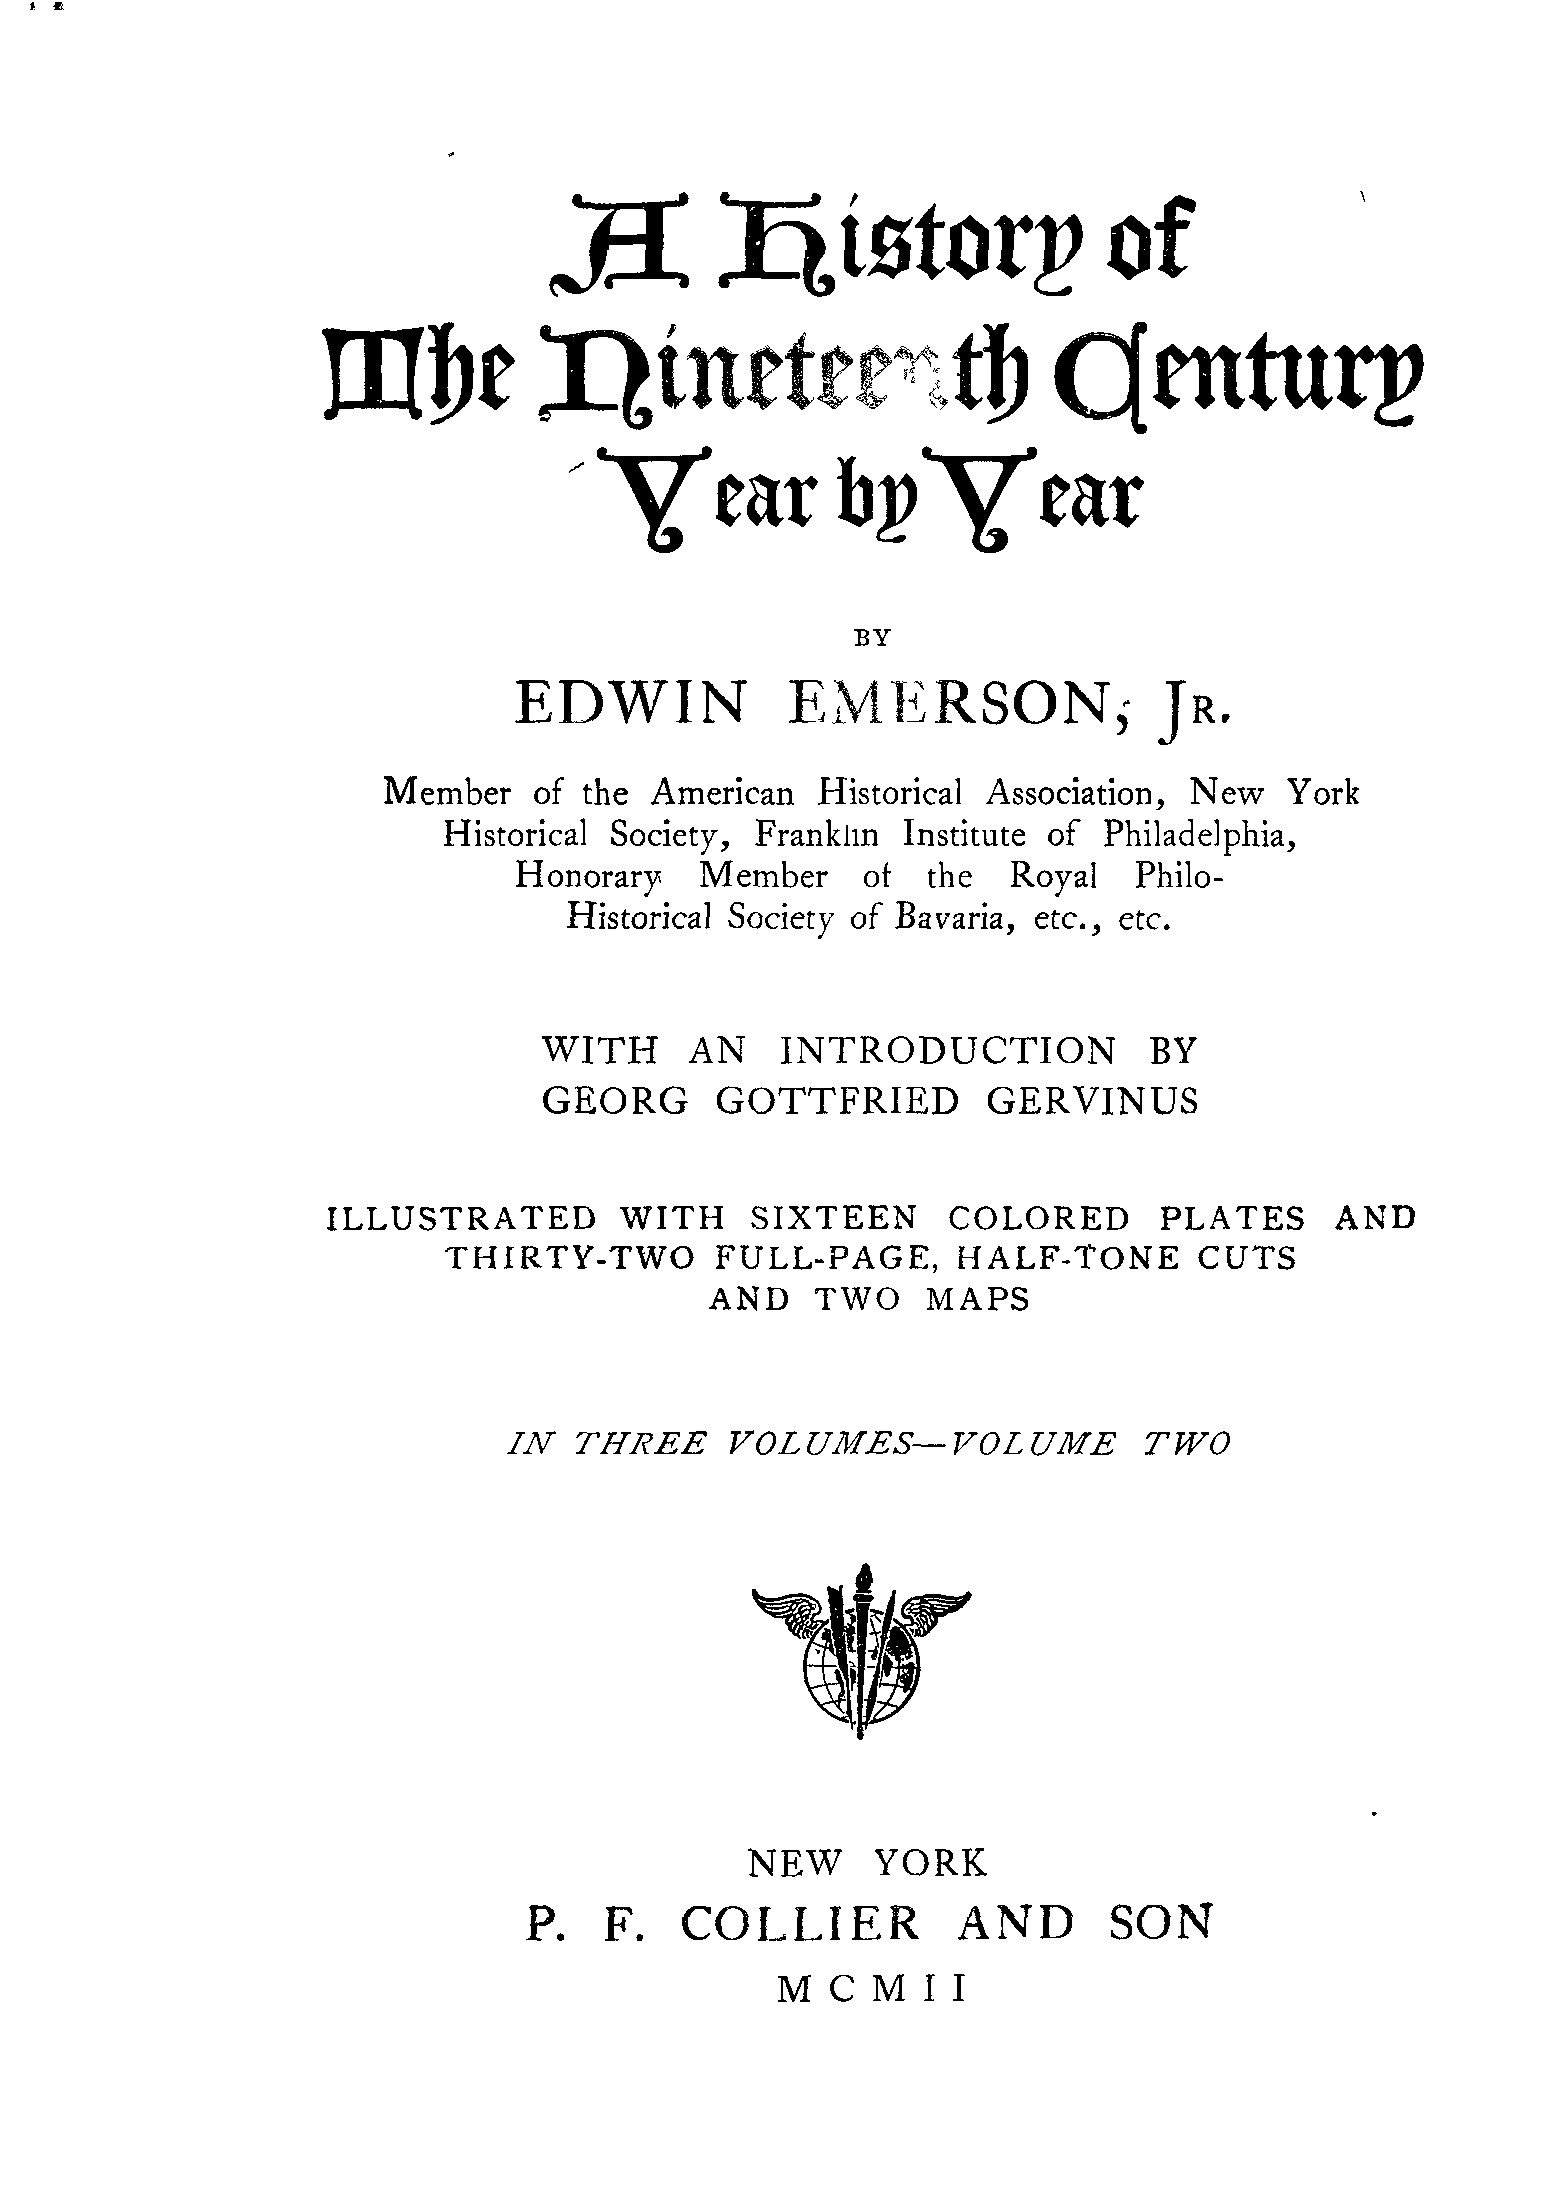 A History of
The Nineteenth Century
Year by Year
BY
EDWIN EMERSON, JR.
Member of the American Historical Association, New York
Historical Society, Franklin Institute of Philadelphia,
Honorary Member of the Royal Philo-
Historical Society of Bavaria, etc., etc.
WITH AN INTRODUCTION BY
GEORG GOTTFRIED GERVINUS
ILLUSTRATED WITH SIXTEEN COLORED PLATES AND
THIRTY-TWO FULL-PAGE, HALF-TONE CUTS
AND TWO MAPS
IN THREE VOLUMES—VOLUME TWO
NEW YORK
P. F. COLLIER AND SON
MCMII